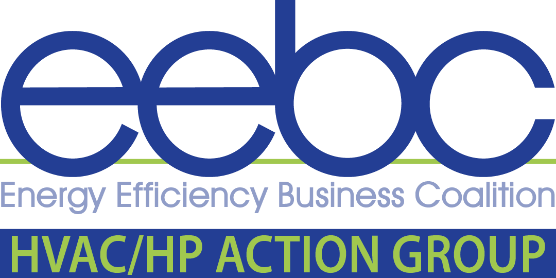 eebc
Energy Efficiency Business Coalition
HVAC/HP ACTION GROUP